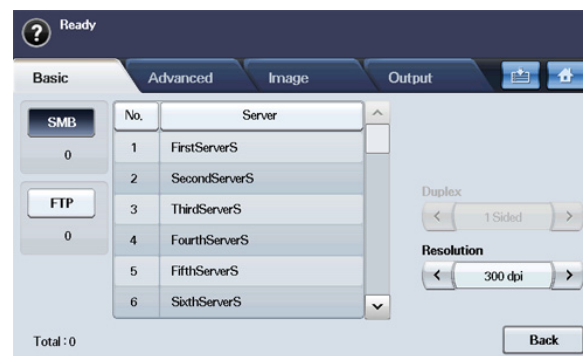 ?
Ready
Basic Advanced Image Output
SMB
0
FTP
0
No. Server
1 FirstServerS
2 SecondServerS
3 ThirdServerS
4 FourthServerS
5 FifthServerS
6 SixthServerS
Duplex
< 1 Sided >
Resolution
< 300 dpi >
Total : 0
Back